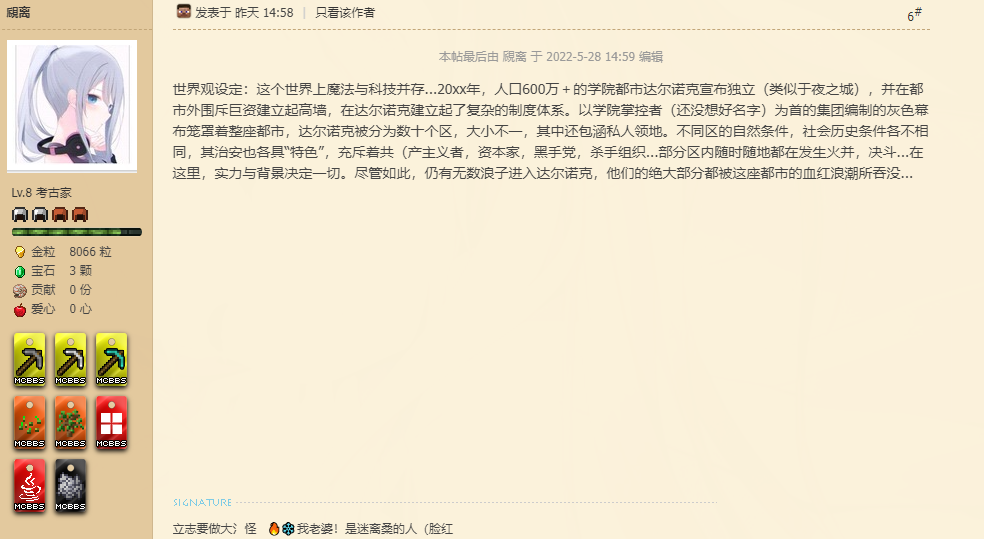 覛离
发表于 昨天 14:58 | 只看该作者
6#
本帖最后由 覛离 于 2022-5-28 14:59 编辑
世界观设定：这个世界上魔法与科技并存...20xx年，人口600万＋的学院都市达尔诺克宣布独立（类似于夜之城），并在都
市外围斥巨资建立起高墙，在达尔诺克建立起了复杂的制度体系。以学院掌控者（还没想好名字）为首的集团编制的灰色幕
布笼罩着整座都市，达尔诺克被分为数十个区，大小不一，其中还包涵私人领地。不同区的自然条件，社会历史条件各不相
同，其治安也各具“特色”，充斥着共（产主义者，资本家，黑手党，杀手组织...部分区内随时随地都在发生火并，决斗...在
这里，实力与背景决定一切。尽管如此，仍有无数浪子进入达尔诺克，他们的绝大部分都被这座都市的血红浪潮所吞没...
Lv.8 考古家
金粒 8066 粒
宝石 3 颗
贡献 0 份
爱心 0 心
MCBBS MCBBS MCBBS
MCBBS MCBBS MCBBS
MCBBS MCBBS
SIGNATURE
立志要做大氵怪 我老婆！是迷离桑的人（脸红